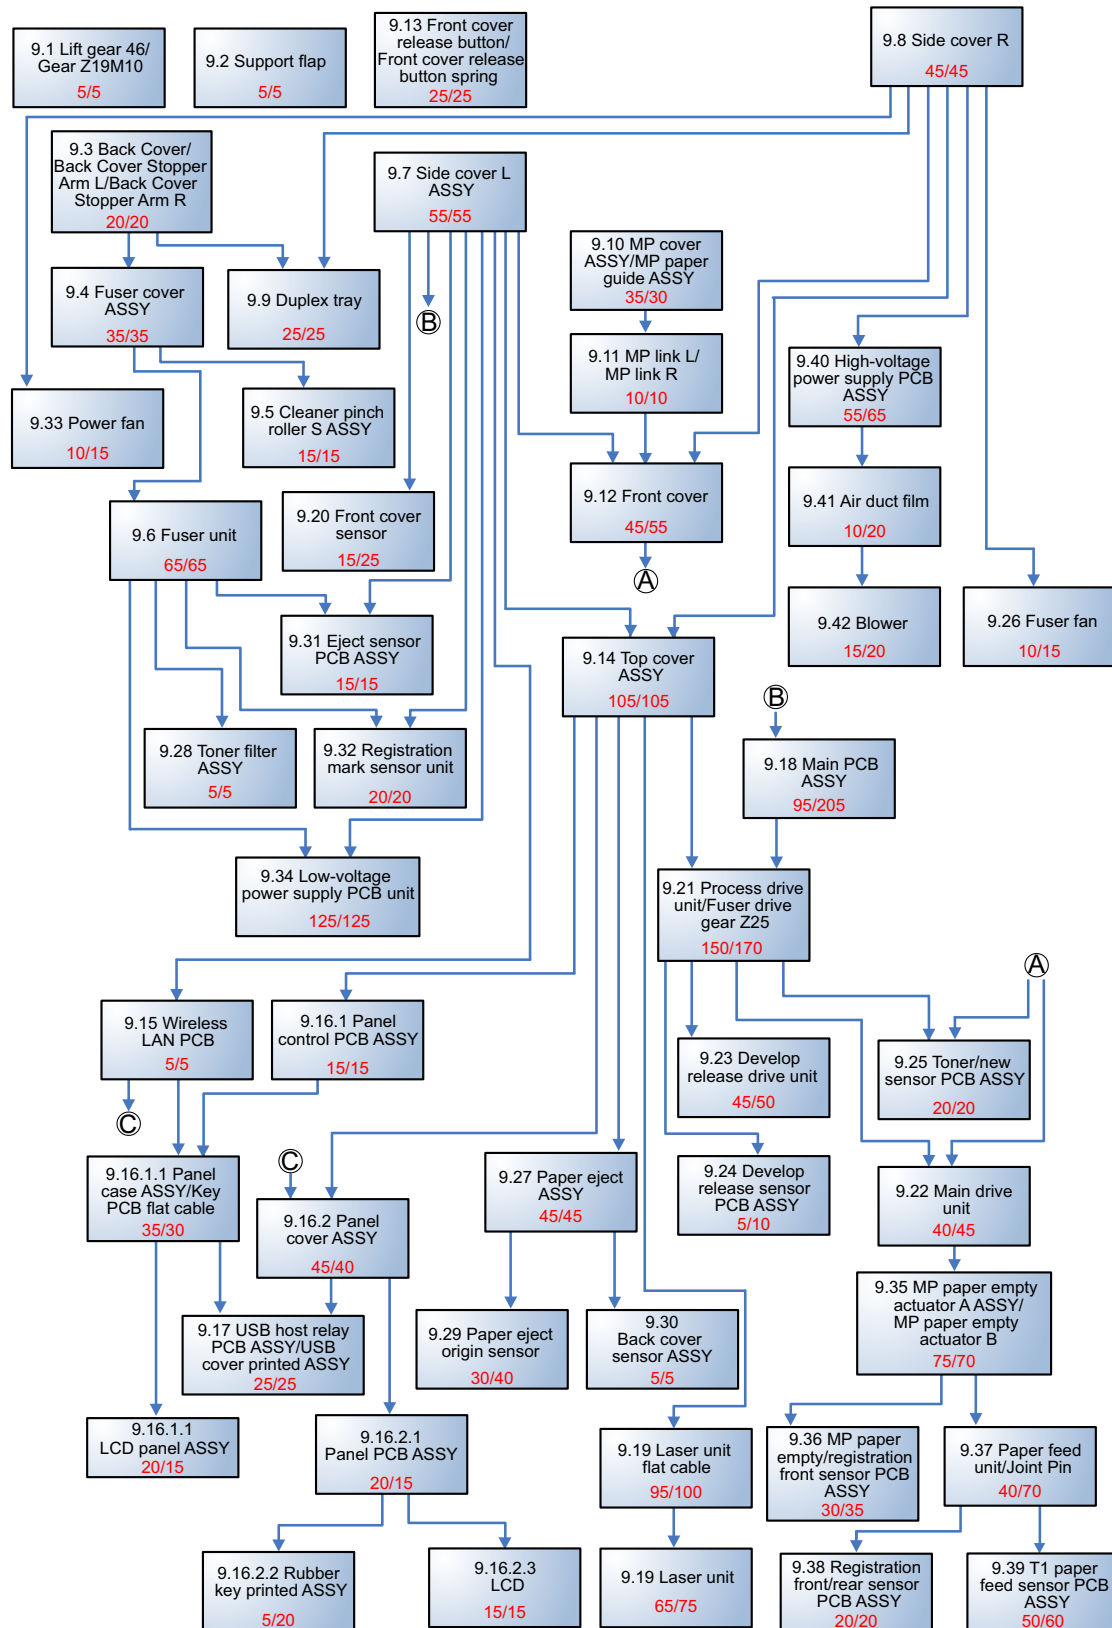 9.1 Lift gear 46/
Gear Z19M10
5/5
9.2 Support flap
5/5
9.13 Front cover
release button/
Front cover release
button spring
25/25
9.8 Side cover R
45/45
9.3 Back Cover/
Back Cover Stopper
Arm L/Back Cover
Stopper Arm R
20/20
9.7 Side cover L
ASSY
55/55
9.10 MP cover
ASSY/MP paper
guide ASSY
35/30
9.4 Fuser cover
ASSY
35/35
9.9 Duplex tray
25/25
B
9.11 MP link L/
MP link R
10/10
9.40 High-voltage
power supply PCB
ASSY
55/65
9.33 Power fan
10/15
9.5 Cleaner pinch
roller S ASSY
15/15
9.12 Front cover
45/55
9.41 Air duct film
10/20
9.6 Fuser unit
65/65
9.20 Front cover
sensor
15/25
A
9.42 Blower
15/20
9.26 Fuser fan
10/15
9.31 Eject sensor
PCB ASSY
15/15
9.14 Top cover
ASSY
105/105
B
9.28 Toner filter
ASSY
5/5
9.32 Registration
mark sensor unit
20/20
9.18 Main PCB
ASSY
95/205
9.34 Low-voltage
power supply PCB unit
125/125
9.21 Process drive
unit/Fuser drive
gear Z25
150/170
A
9.15 Wireless
LAN PCB
5/5
9.16.1 Panel
control PCB ASSY
15/15
9.23 Develop
release drive unit
45/50
9.25 Toner/new
sensor PCB ASSY
20/20
C
9.16.1.1 Panel
case ASSY/Key
PCB flat cable
35/30
C
9.27 Paper eject
ASSY
45/45
9.24 Develop
release sensor
PCB ASSY
5/10
9.22 Main drive
unit
40/45
9.16.2 Panel
cover ASSY
45/40
9.17 USB host relay
PCB ASSY/USB
cover printed ASSY
25/25
9.29 Paper eject
origin sensor
30/40
9.30
Back cover
sensor ASSY
5/5
9.35 MP paper empty
actuator A ASSY/
MP paper empty
actuator B
75/70
9.16.1.1
LCD panel ASSY
20/15
9.16.2.1
Panel PCB ASSY
20/15
9.19 Laser unit
flat cable
95/100
9.36 MP paper
empty/registration
front sensor PCB
ASSY
30/35
9.37 Paper feed
unit/Joint Pin
40/70
9.16.2.2 Rubber
key printed ASSY
5/20
9.16.2.3
LCD
15/15
9.19 Laser unit
65/75
9.38 Registration
front/rear sensor
PCB ASSY
20/20
9.39 T1 paper
feed sensor PCB
ASSY
50/60